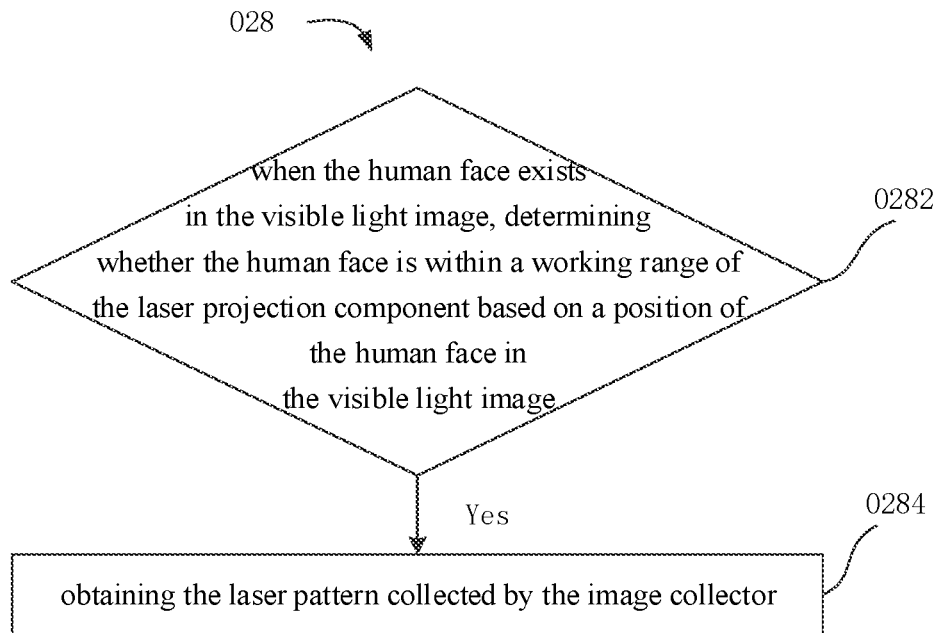 028
when the human face exists
in the visible light image, determining
0282
whether the human face is within a working range of
the laser projection component based on a position of
the human face in
the visible light image
Yes
0284
obtaining the laser pattern collected by the image collector